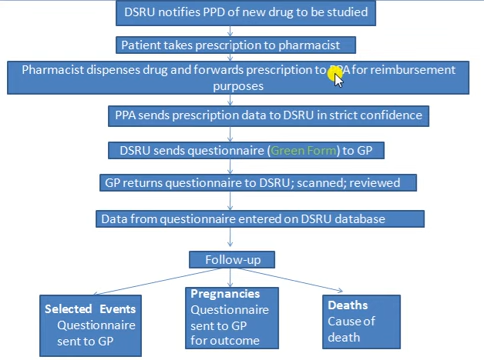 DSRU notifies PPD of new drug to be studied
Patient takes prescription to pharmacist
Pharmacist dispenses drug and forwards prescription to PPA for reimbursement
purposes
PPA sends prescription data to DSRU in strict confidence
DSRU sends questionnaire (Green Form) to GP
GP returns questionnaire to DSRU; scanned; reviewed
Data from questionnaire entered on DSRU database
Follow-up
Selected Events
Questionnaire
sent to GP
Pregnancies
Questionnaire
sent to GP
for outcome
Deaths
Cause of
death